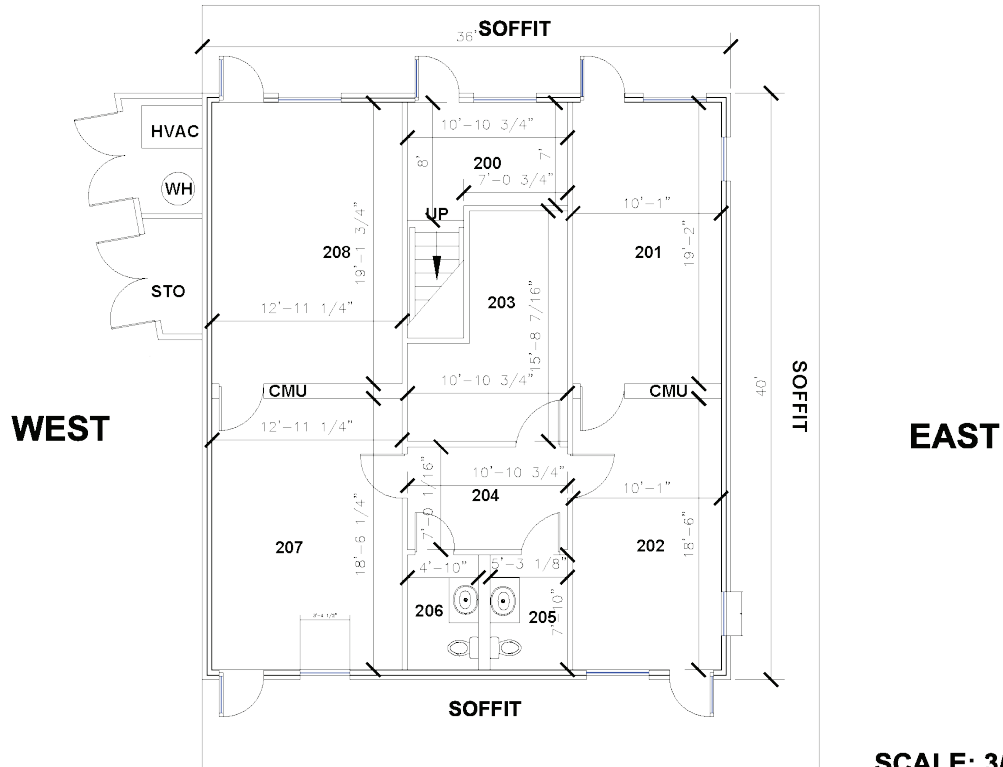 SOFFIT
36'
HVAC
10'-10 3/4"
200
8'
7'
WH
7'-0 3/4"
10'-1"
UP
208
19'-1 3/4"
201
19'-2"
STO
203
12'-11 1/4"
15'-8 7/16"
CMU
10'-10 3/4"
CMU
40'
SOFFIT
WEST
12'-11 1/4"
EAST
10'-10 3/4"
7'-0 1/16"
204
10'-1"
207
18'-6 1/4"
202
18'-6"
4'-10"
5'-3 1/8"
206
205
7'-10"
SOFFIT
SCALE: 3/